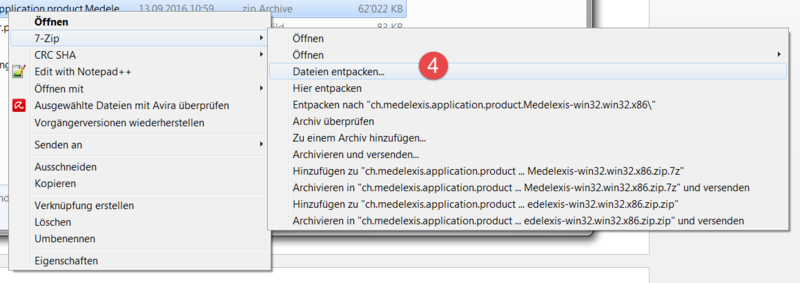 application.product.Medele... 13.09.2016 10:59 zip Archive 62'022 KB
83 KB
Öffnen
7-Zip
CRC SHA
Edit with Notepad++
Öffnen mit
Ausgewählte Dateien mit Avira überprüfen
Vorgängerversionen wiederherstellen
Senden an
Ausschneiden
Kopieren
Verknüpfung erstellen
Löschen
Umbenennen
Eigenschaften
Öffnen
Öffnen
Dateien entpacken...
4
Hier entpacken
Entpacken nach "ch.medelexis.application.product.Medelexis-win32.win32.x86\"
Archiv überprüfen
Zu einem Archiv hinzufügen...
Archivieren und versenden...
Hinzufügen zu "ch.medelexis.application.product ... Medelexis-win32.win32.x86.zip.7z"
Archivieren in "ch.medelexis.application.product ... Medelexis-win32.win32.x86.zip.7z" und versenden
Hinzufügen zu "ch.medelexis.application.product ... edelexis-win32.win32.x86.zip.zip"
Archivieren in "ch.medelexis.application.product ... edelexis-win32.win32.x86.zip.zip" und versenden